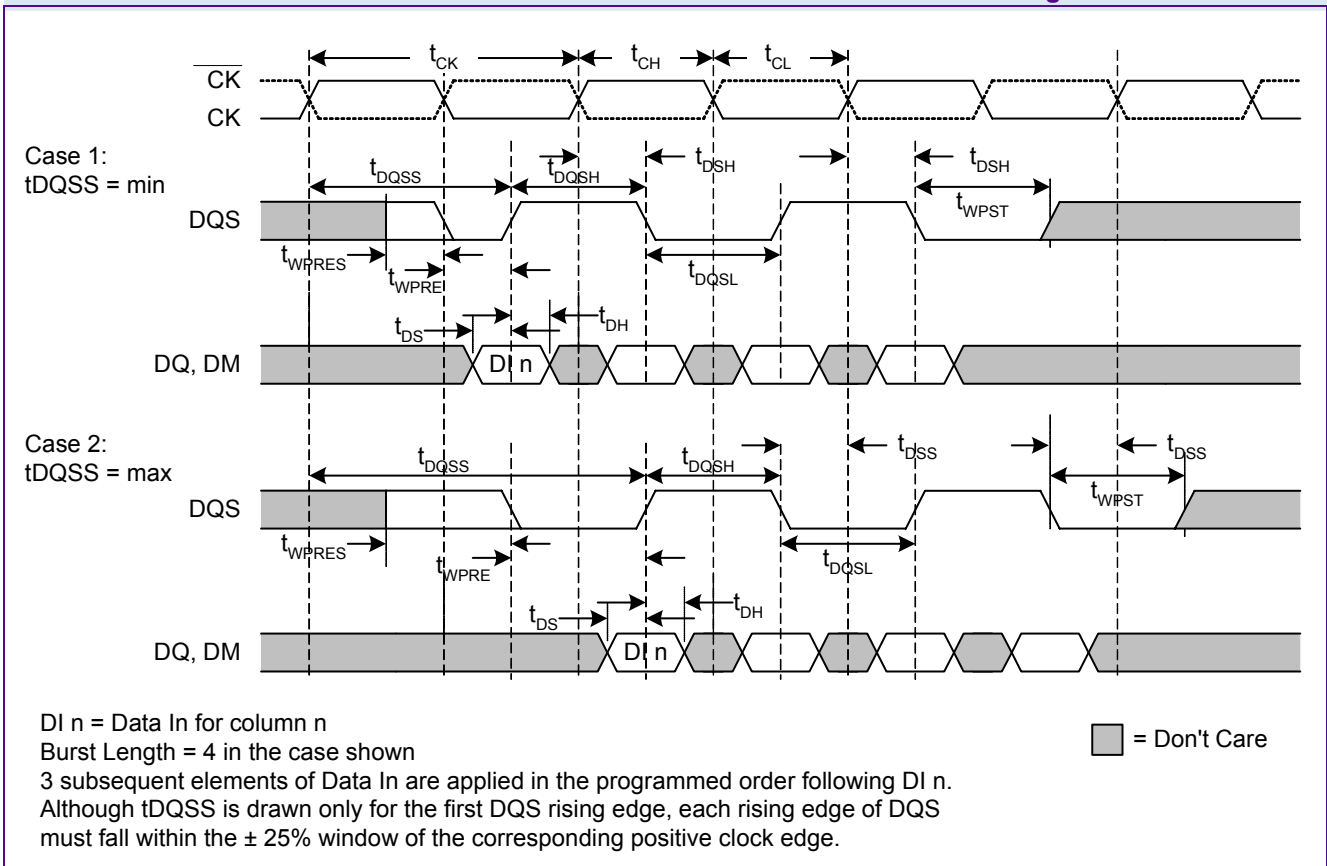 tCK
tCH
tCL
CK
CK
Case 1:
tDQSS = min
tDQSS
tDQSH
tDSH
tDSH
tWPST
DQS
tWPRES
tWPRE
tDQSL
tDS
tDH
DQ, DM
DI n
Case 2:
tDQSS = max
tDQSS
tDQSH
tDSS
tDSS
tWPST
DQS
tWPRES
tWPRE
tDQSL
tDS
tDH
DQ, DM
DI n
DI n = Data In for column n
Burst Length = 4 in the case shown
= Don't Care
3 subsequent elements of Data In are applied in the programmed order following DI n.
Although tDQSS is drawn only for the first DQS rising edge, each rising edge of DQS
must fall within the ± 25% window of the corresponding positive clock edge.